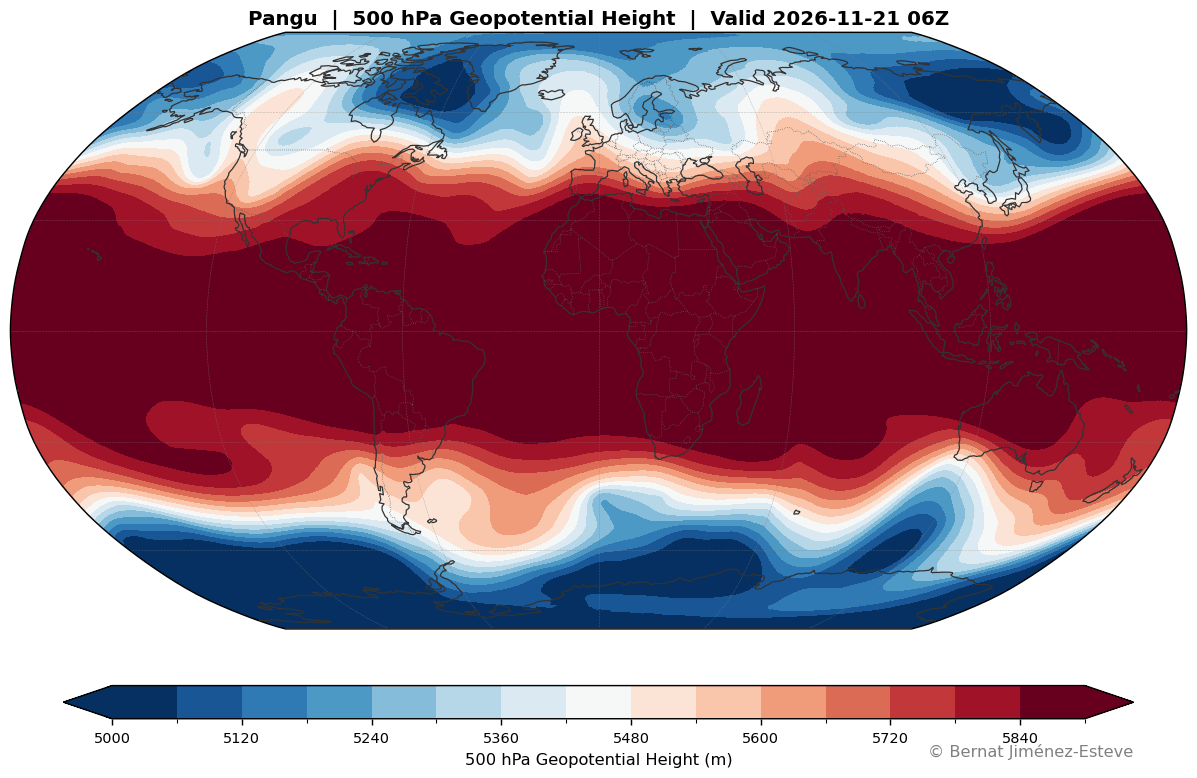 Pangu  |  500 hPa Geopotential Height  |  Valid 2026-11-21 06Z
5000 5120 5240 5360 5480 5600 5720 5840
500 hPa Geopotential Height (m)
© Bernat Jiménez-Esteve